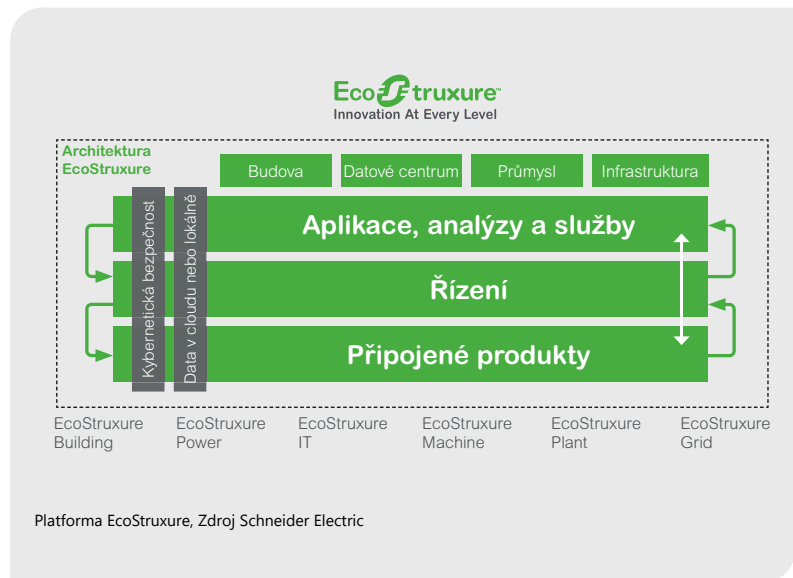 EcoStruxure™
Innovation At Every Level
Architektura
EcoStruxure
Budova
Datové centrum
Průmysl
Infrastruktura
Kybernetická bezpečnost
Data v cloudu nebo lokálně
Aplikace, analýzy a služby
Řízení
Připojené produkty
EcoStruxure
Building
EcoStruxure
Power
EcoStruxure
IT
EcoStruxure
Machine
EcoStruxure
Plant
EcoStruxure
Grid
Platforma EcoStruxure, Zdroj Schneider Electric